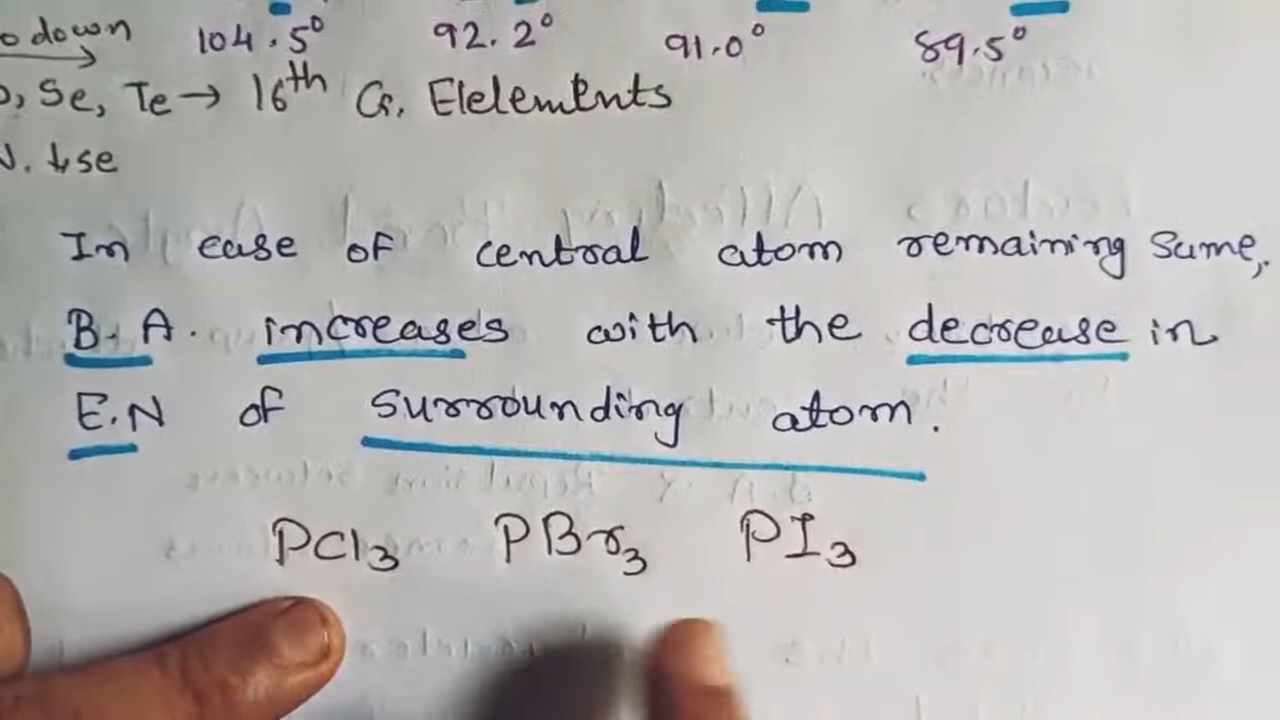 down 104.5° 92.2° 91.0° 89.5°
Se, Te → 16th Gr. Elelements
In case of central atom remaining same,
B.A. increases with the decrease in
E.N of surrounding atom.
PCl3 PBr3 PI3